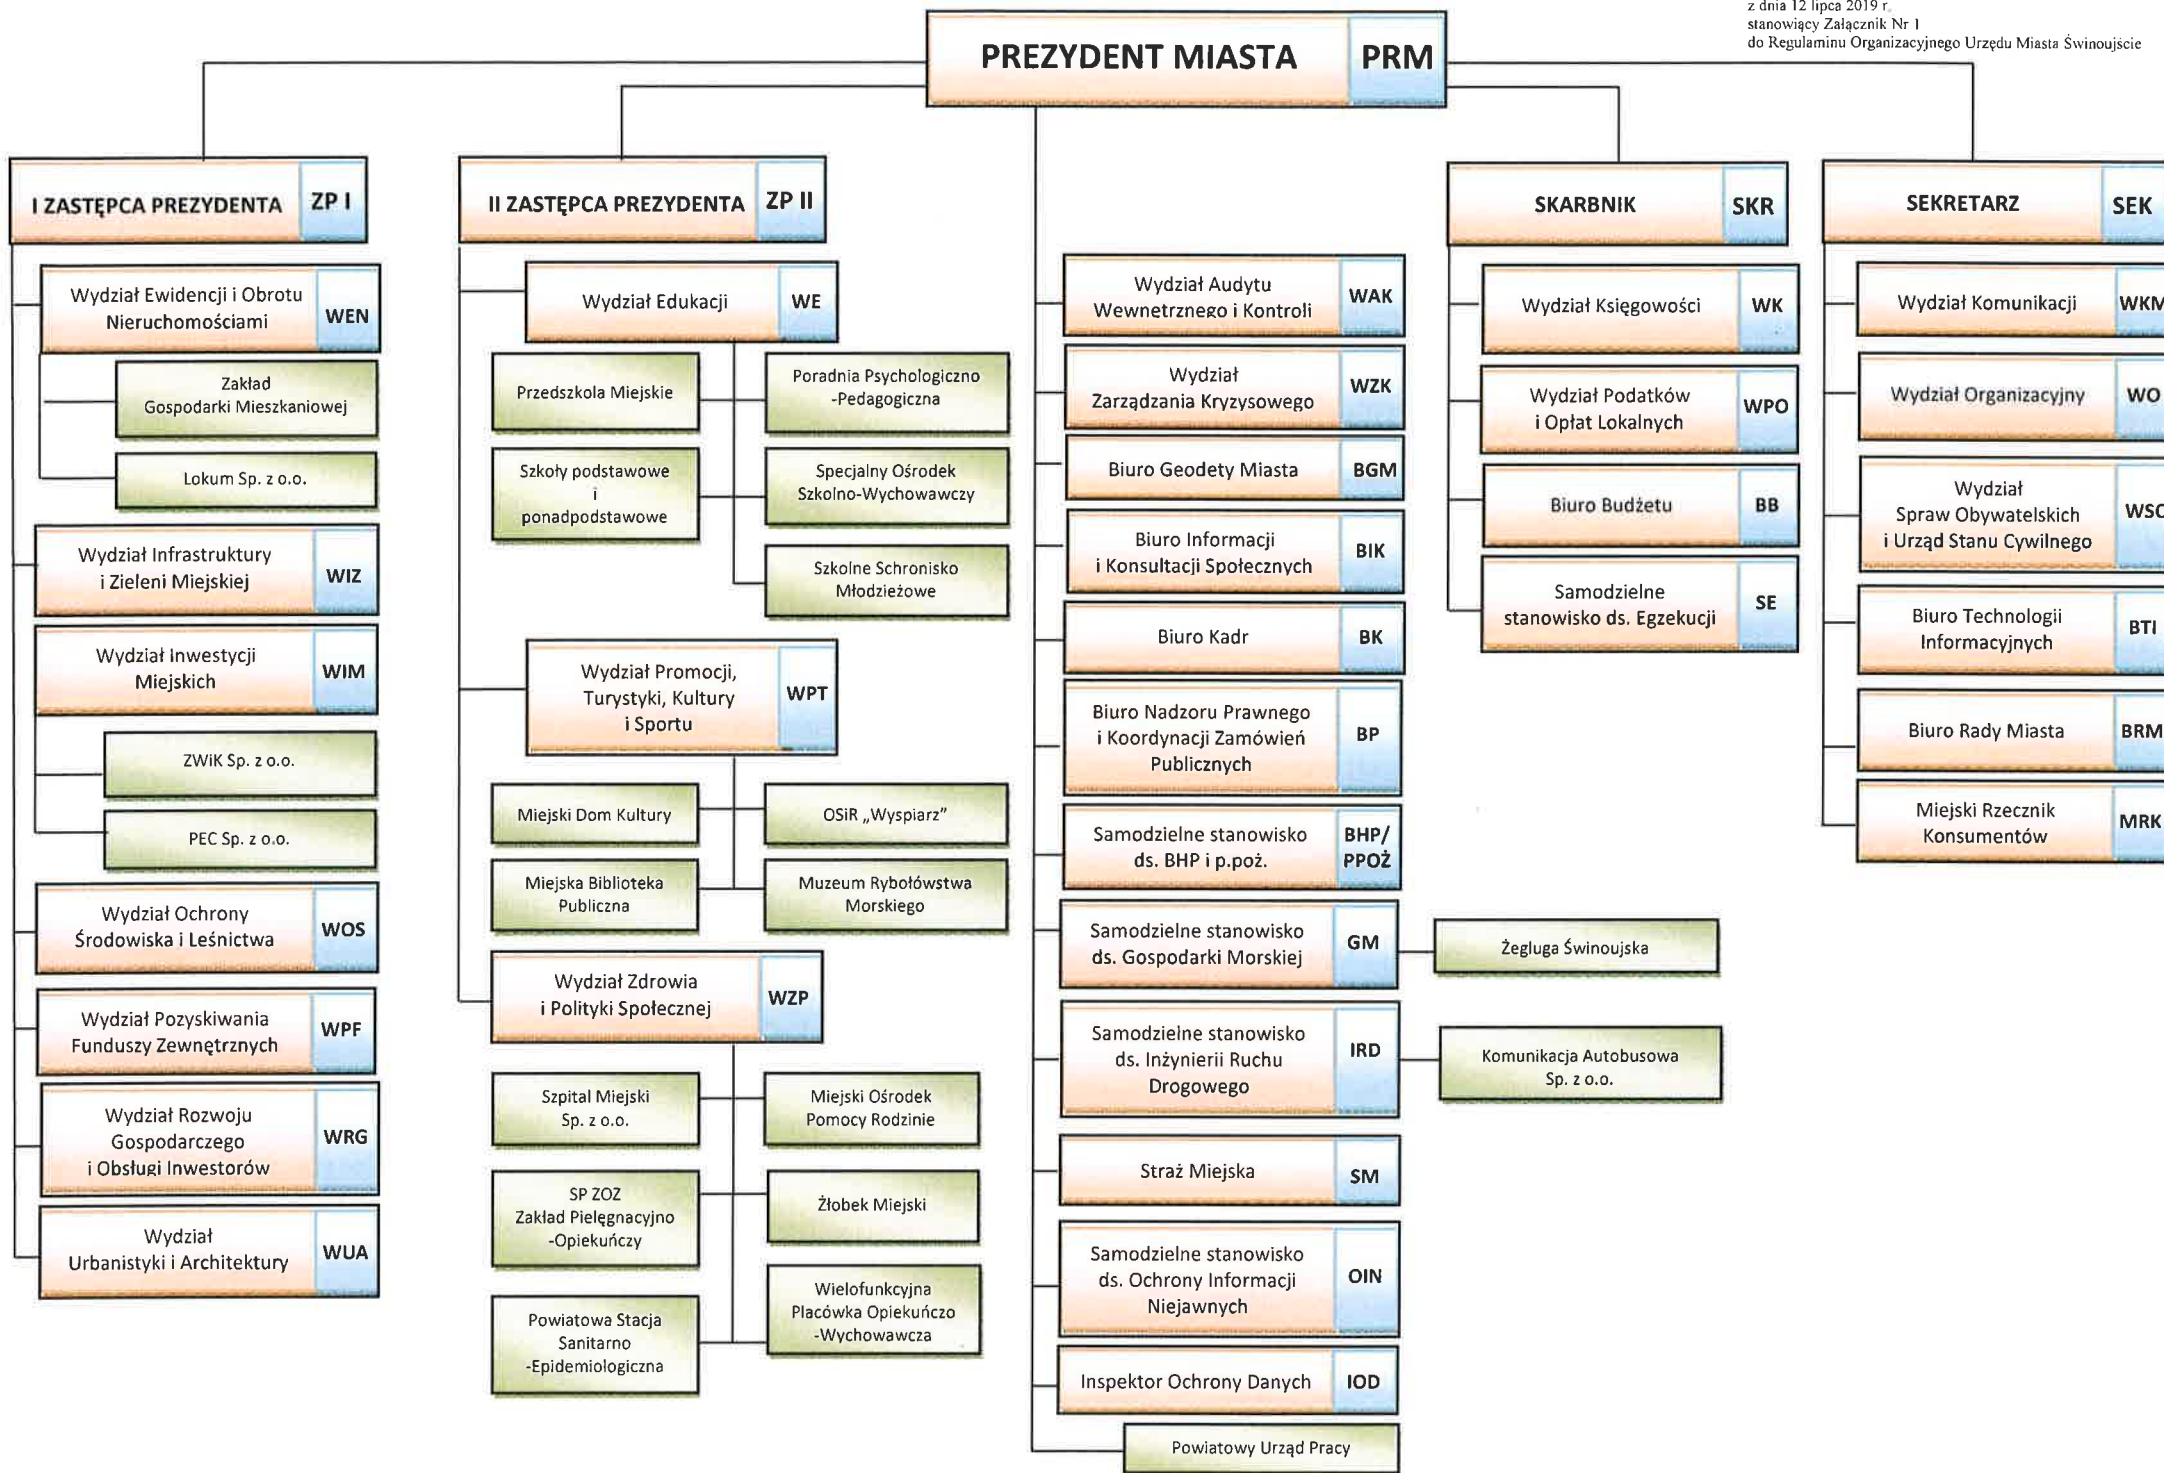 z dnia 12 lipca 2019 r.
stanowiący Załącznik Nr 1
do Regulaminu Organizacyjnego Urzędu Miasta Świnoujście
PREZYDENT MIASTA PRM
I ZASTĘPCA PREZYDENTA ZP I
Wydział Ewidencji i Obrotu
Nieruchomościami
WEN
Zakład
Gospodarki Mieszkaniowej
Lokum Sp. z o.o.
Wydział Infrastruktury
i Zieleni Miejskiej
WIZ
Wydział Inwestycji
Miejskich
WIM
ZWiK Sp. z o.o.
PEC Sp. z o.o.
Wydział Ochrony
Środowiska i Leśnictwa
WOS
Wydział Pozyskiwania
Funduszy Zewnętrznych
WPF
Wydział Rozwoju
Gospodarczego
i Obsługi Inwestorów
WRG
Wydział
Urbanistyki i Architektury
WUA
II ZASTĘPCA PREZYDENTA ZP II
Wydział Edukacji WE
Przedszkola Miejskie
Poradnia Psychologiczno
-Pedagogiczna
Szkoły podstawowe
i
ponadpodstawowe
Specjalny Ośrodek
Szkolno-Wychowawczy
Szkolne Schronisko
Młodzieżowe
Wydział Promocji,
Turystyki, Kultury
i Sportu
WPT
Miejski Dom Kultury
OSiR „Wyspiarz”
Miejska Biblioteka
Publiczna
Muzeum Rybołówstwa
Morskiego
Wydział Zdrowia
i Polityki Społecznej
WZP
Szpital Miejski
Sp. z o.o.
Miejski Ośrodek
Pomocy Rodzinie
SP ZOZ
Zakład Pielęgnacyjno
-Opiekuńczy
Żłobek Miejski
Powiatowa Stacja
Sanitarno
-Epidemiologiczna
Wielofunkcyjna
Placówka Opiekuńczo
-Wychowawcza
Wydział Audytu
Wewnetrznego i Kontroli
WAK
Wydział
Zarządzania Kryzysowego
WZK
Biuro Geodety Miasta BGM
Biuro Informacji
i Konsultacji Społecznych
BIK
Biuro Kadr BK
Biuro Nadzoru Prawnego
i Koordynacji Zamówień
Publicznych
BP
Samodzielne stanowisko
ds. BHP i p.poż.
BHP/
PPOŻ
Samodzielne stanowisko
ds. Gospodarki Morskiej
GM
Żegluga Świnoujska
Samodzielne stanowisko
ds. Inżynierii Ruchu
Drogowego
IRD
Komunikacja Autobusowa
Sp. z o.o.
Straż Miejska SM
Samodzielne stanowisko
ds. Ochrony Informacji
Niejawnych
OIN
Inspektor Ochrony Danych IOD
Powiatowy Urząd Pracy
SKARBNIK SKR
Wydział Księgowości WK
Wydział Podatków
i Opłat Lokalnych
WPO
Biuro Budżetu BB
Samodzielne
stanowisko ds. Egzekucji
SE
SEKRETARZ SEK
Wydział Komunikacji WKM
Wydział Organizacyjny WO
Wydział
Spraw Obywatelskich
i Urząd Stanu Cywilnego
WSO
Biuro Technologii
Informacyjnych
BTI
Biuro Rady Miasta BRM
Miejski Rzecznik
Konsumentów
MRK